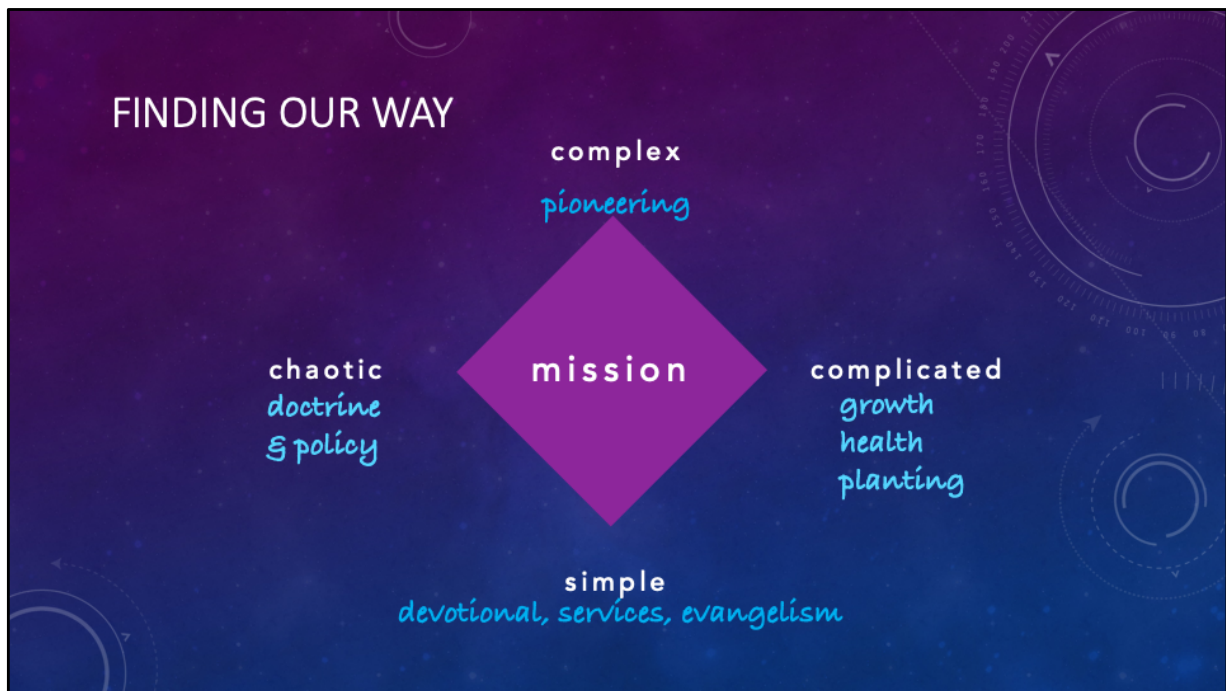 FINDING OUR WAY
complex
pioneering
chaotic
doctrine
& policy
mission
complicated
growth
health
planting
simple
devotional, services, evangelism